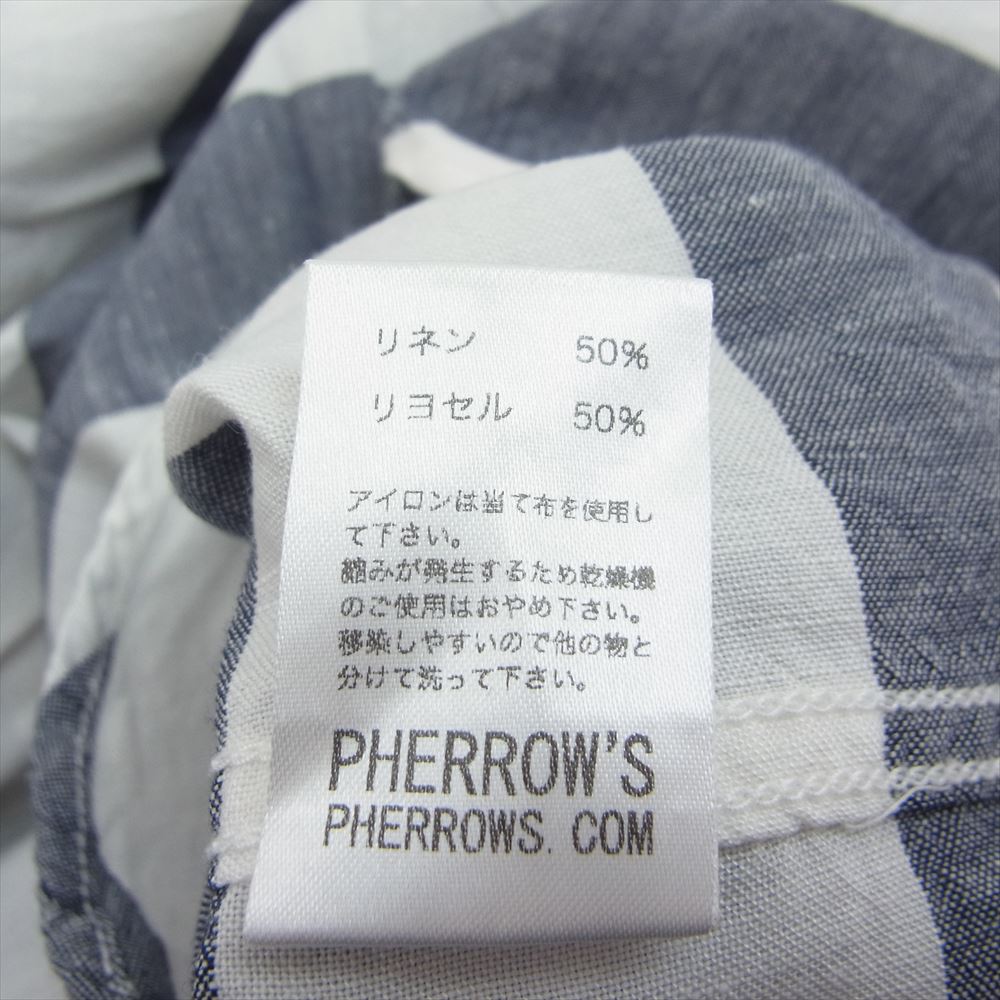 リネン 50%
リヨセル 50%
アイロンは当て布を使用し
て下さい。
縮みが発生するため乾燥機
のご使用はおやめ下さい。
移染しやすいので他の物と
分けて洗って下さい。
PHERROW'S
PHERROWS. COM